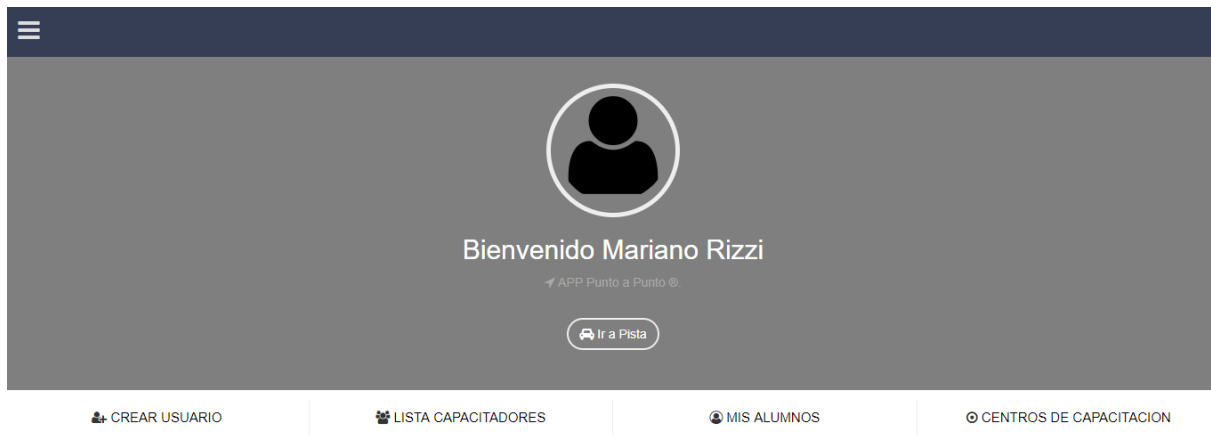 Bienvenido Mariano Rizzi
APP Punto a Punto ®.
Ir a Pista
CREAR USUARIO
LISTA CAPACITADORES
MIS ALUMNOS
CENTROS DE CAPACITACION